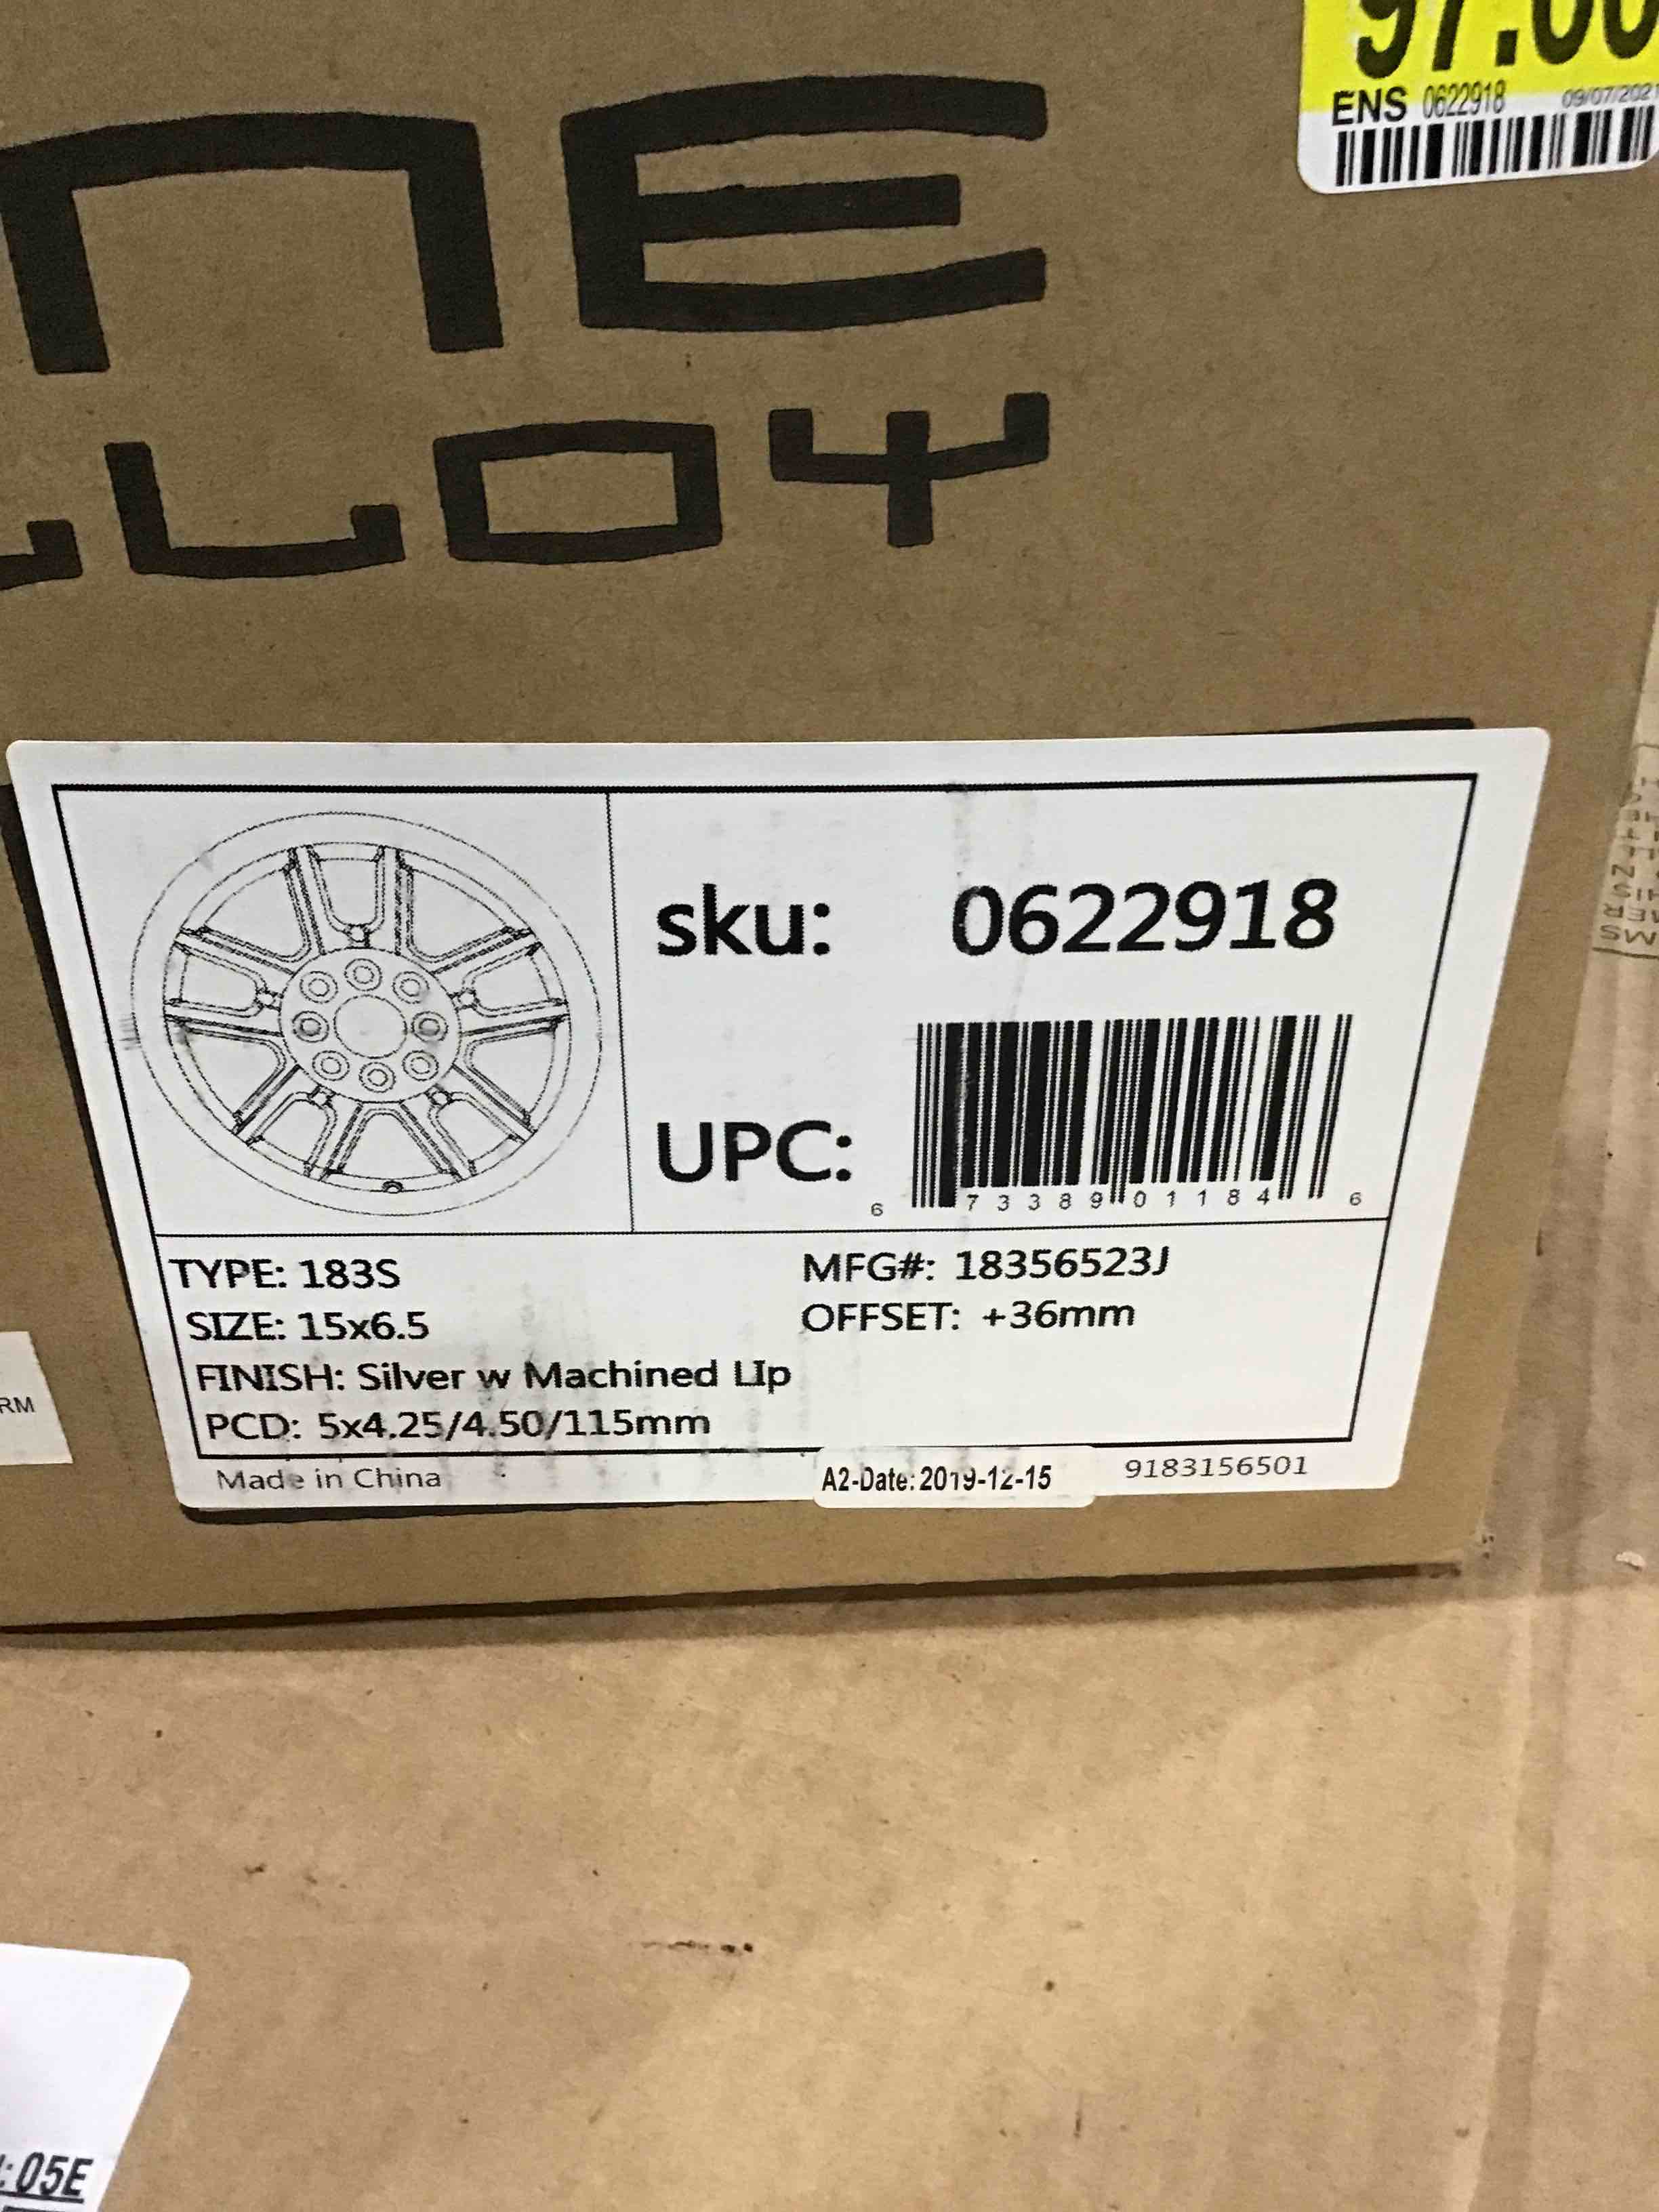 ENS 0622918 09/07/2021
NE
LLOY
sku: 0622918
UPC: 6 73389 01184 6
TYPE: 183S MFG#: 18356523J
SIZE: 15x6.5 OFFSET: +36mm
FINISH: Silver w Machined LIp
PCD: 5x4.25/4.50/115mm
Made in China A2-Date: 2019-12-15 9183156501
RM
:05E